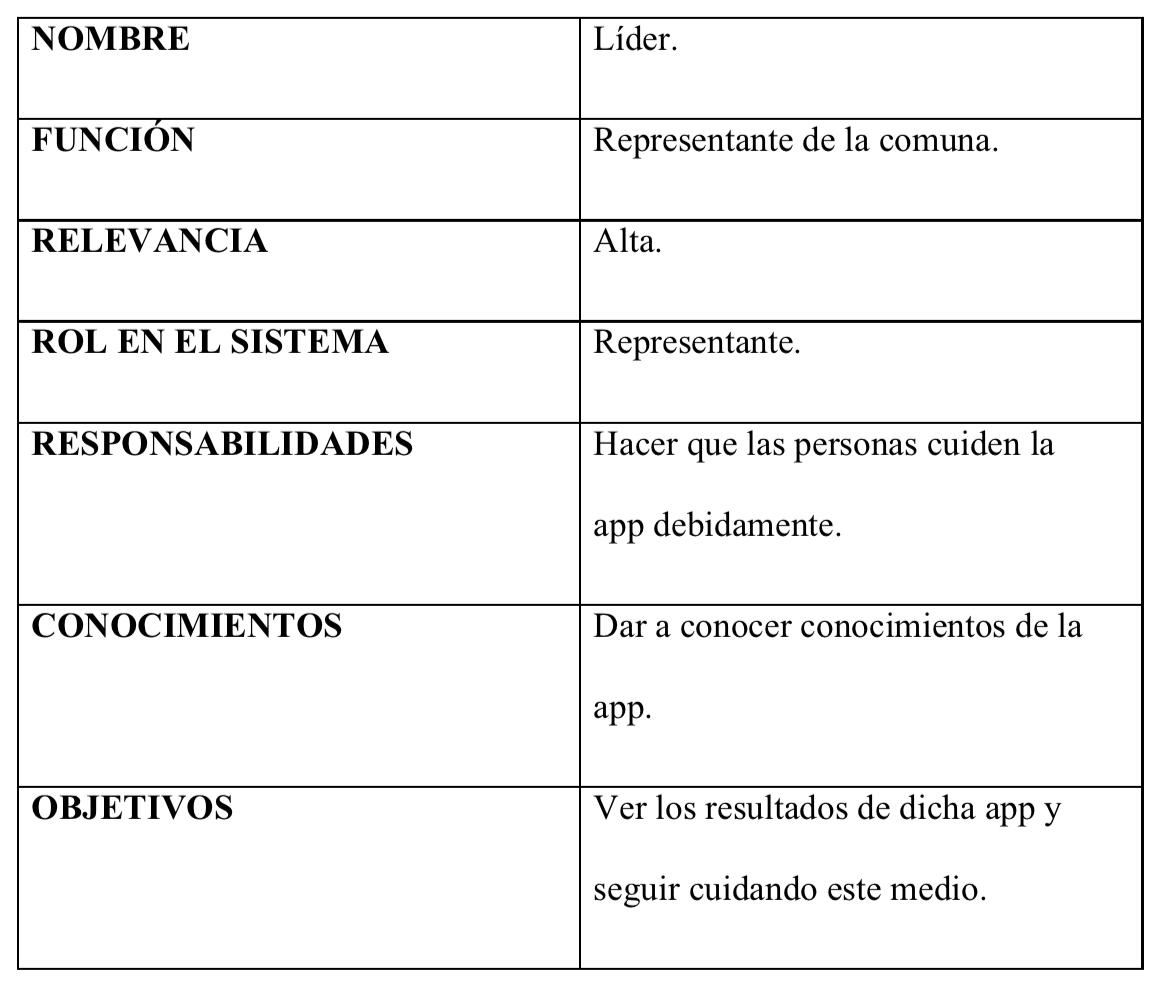 NOMBRE
Líder.
FUNCIÓN
Representante de la comuna.
RELEVANCIA
Alta.
ROL EN EL SISTEMA
Representante.
RESPONSABILIDADES
Hacer que las personas cuiden la
app debidamente.
CONOCIMIENTOS
Dar a conocer conocimientos de la
app.
OBJETIVOS
Ver los resultados de dicha app y
seguir cuidando este medio.